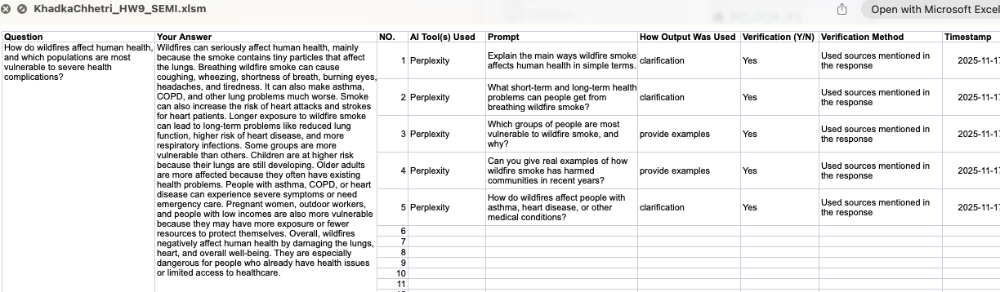 KhadkaChhetri_HW9_SEMI.xlsm
Open with Microsoft Excel
Question Your Answer NO. AI Tool(s) Used Prompt How Output Was Used Verification (Y/N) Verification Method Timestamp
How do wildfires affect human health,
and which populations are most
vulnerable to severe health
complications?
Wildfires can seriously affect human health, mainly
because the smoke contains tiny particles that affect
the lungs. Breathing wildfire smoke can cause
coughing, wheezing, shortness of breath, burning eyes,
headaches, and tiredness. It can also make asthma,
COPD, and other lung problems much worse. Smoke
can also increase the risk of heart attacks and strokes
for heart patients. Longer exposure to wildfire smoke
can lead to long-term problems like reduced lung
function, higher risk of heart disease, and more
respiratory infections. Some groups are more
vulnerable than others. Children are at higher risk
because their lungs are still developing. Older adults
are more affected because they often have existing
health problems. People with asthma, COPD, or heart
disease can experience severe symptoms or need
emergency care. Pregnant women, outdoor workers,
and people with low incomes are also more vulnerable
because they may have more exposure or fewer
resources to protect themselves. Overall, wildfires
negatively affect human health by damaging the lungs,
heart, and overall well-being. They are especially
dangerous for people who already have health issues
or limited access to healthcare.
1 Perplexity
Explain the main ways wildfire smoke
affects human health in simple terms.
clarification
Yes
Used sources mentioned in
the response
2025-11-17
2 Perplexity
What short-term and long-term health
problems can people get from
breathing wildfire smoke?
clarification
Yes
Used sources mentioned in
the response
2025-11-17
3 Perplexity
Which groups of people are most
vulnerable to wildfire smoke, and
why?
provide examples
Yes
Used sources mentioned in
the response
2025-11-17
4 Perplexity
Can you give real examples of how
wildfire smoke has harmed
communities in recent years?
provide examples
Yes
Used sources mentioned in
the response
2025-11-17
5 Perplexity
How do wildfires affect people with
asthma, heart disease, or other
medical conditions?
clarification
Yes
Used sources mentioned in
the response
2025-11-17
6
7
8
9
10
11